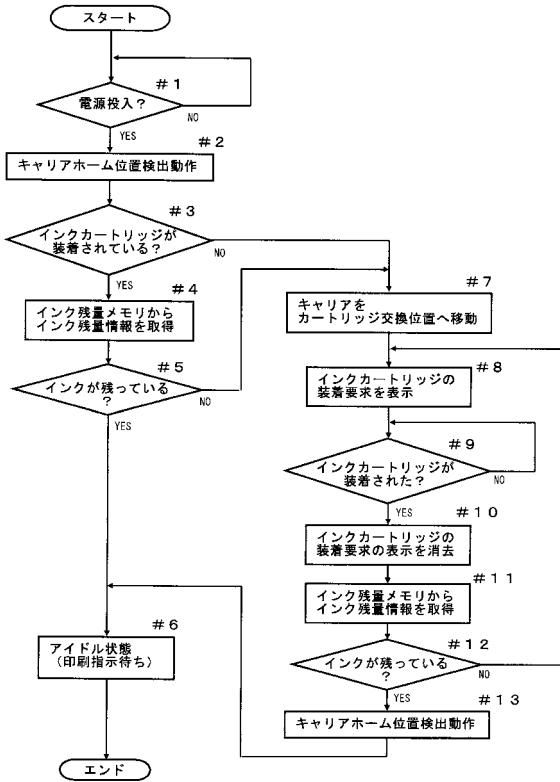 スタート
#1
電源投入?
NO
YES
#2
キャリアホーム位置検出動作
#3
インクカートリッジが
装着されている?
NO
YES
#4
インク残量メモリから
インク残量情報を取得
#5
インクが残っている
?
NO
YES
#6
アイドル状態
(印刷指示待ち)
エンド
#7
キャリアを
カートリッジ交換位置へ移動
#8
インクカートリッジの
装着要求を表示
#9
インクカートリッジが
装着された?
NO
YES
#10
インクカートリッジの
装着要求の表示を消去
#11
インク残量メモリから
インク残量情報を取得
#12
インクが残っている
?
NO
YES
#13
キャリアホーム位置検出動作